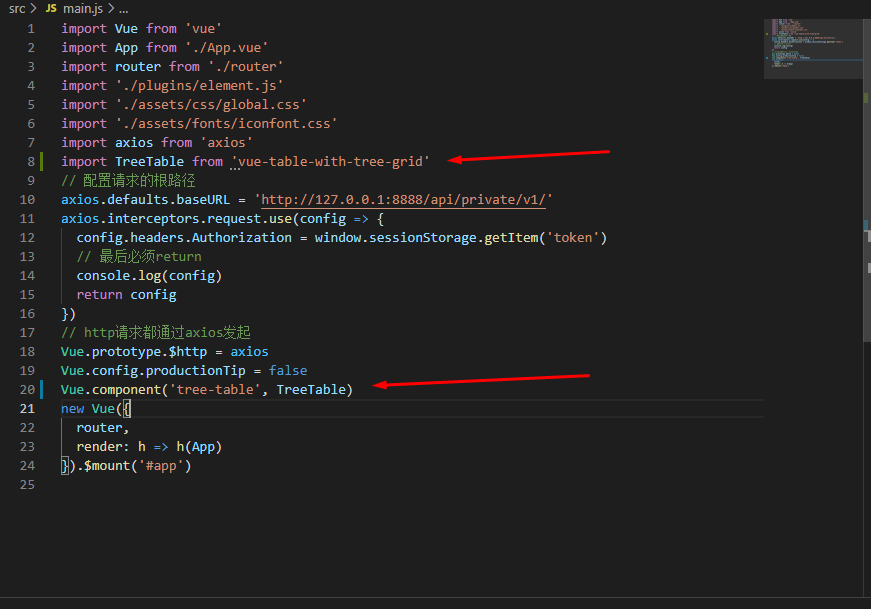 src > JS main.js > ...
1 import Vue from 'vue'
2 import App from './App.vue'
3 import router from './router'
4 import './plugins/element.js'
5 import './assets/css/global.css'
6 import './assets/fonts/iconfont.css'
7 import axios from 'axios'
8 import TreeTable from 'vue-table-with-tree-grid'
9 // 配置请求的根路径
10 axios.defaults.baseURL = 'http://127.0.0.1:8888/api/private/v1/'
11 axios.interceptors.request.use(config => {
12   config.headers.Authorization = window.sessionStorage.getItem('token')
13   // 最后必须return
14   console.log(config)
15   return config
16 })
17 // http请求都通过axios发起
18 Vue.prototype.$http = axios
19 Vue.config.productionTip = false
20 Vue.component('tree-table', TreeTable)
21 new Vue({
22   router,
23   render: h => h(App)
24 }).$mount('#app')
25